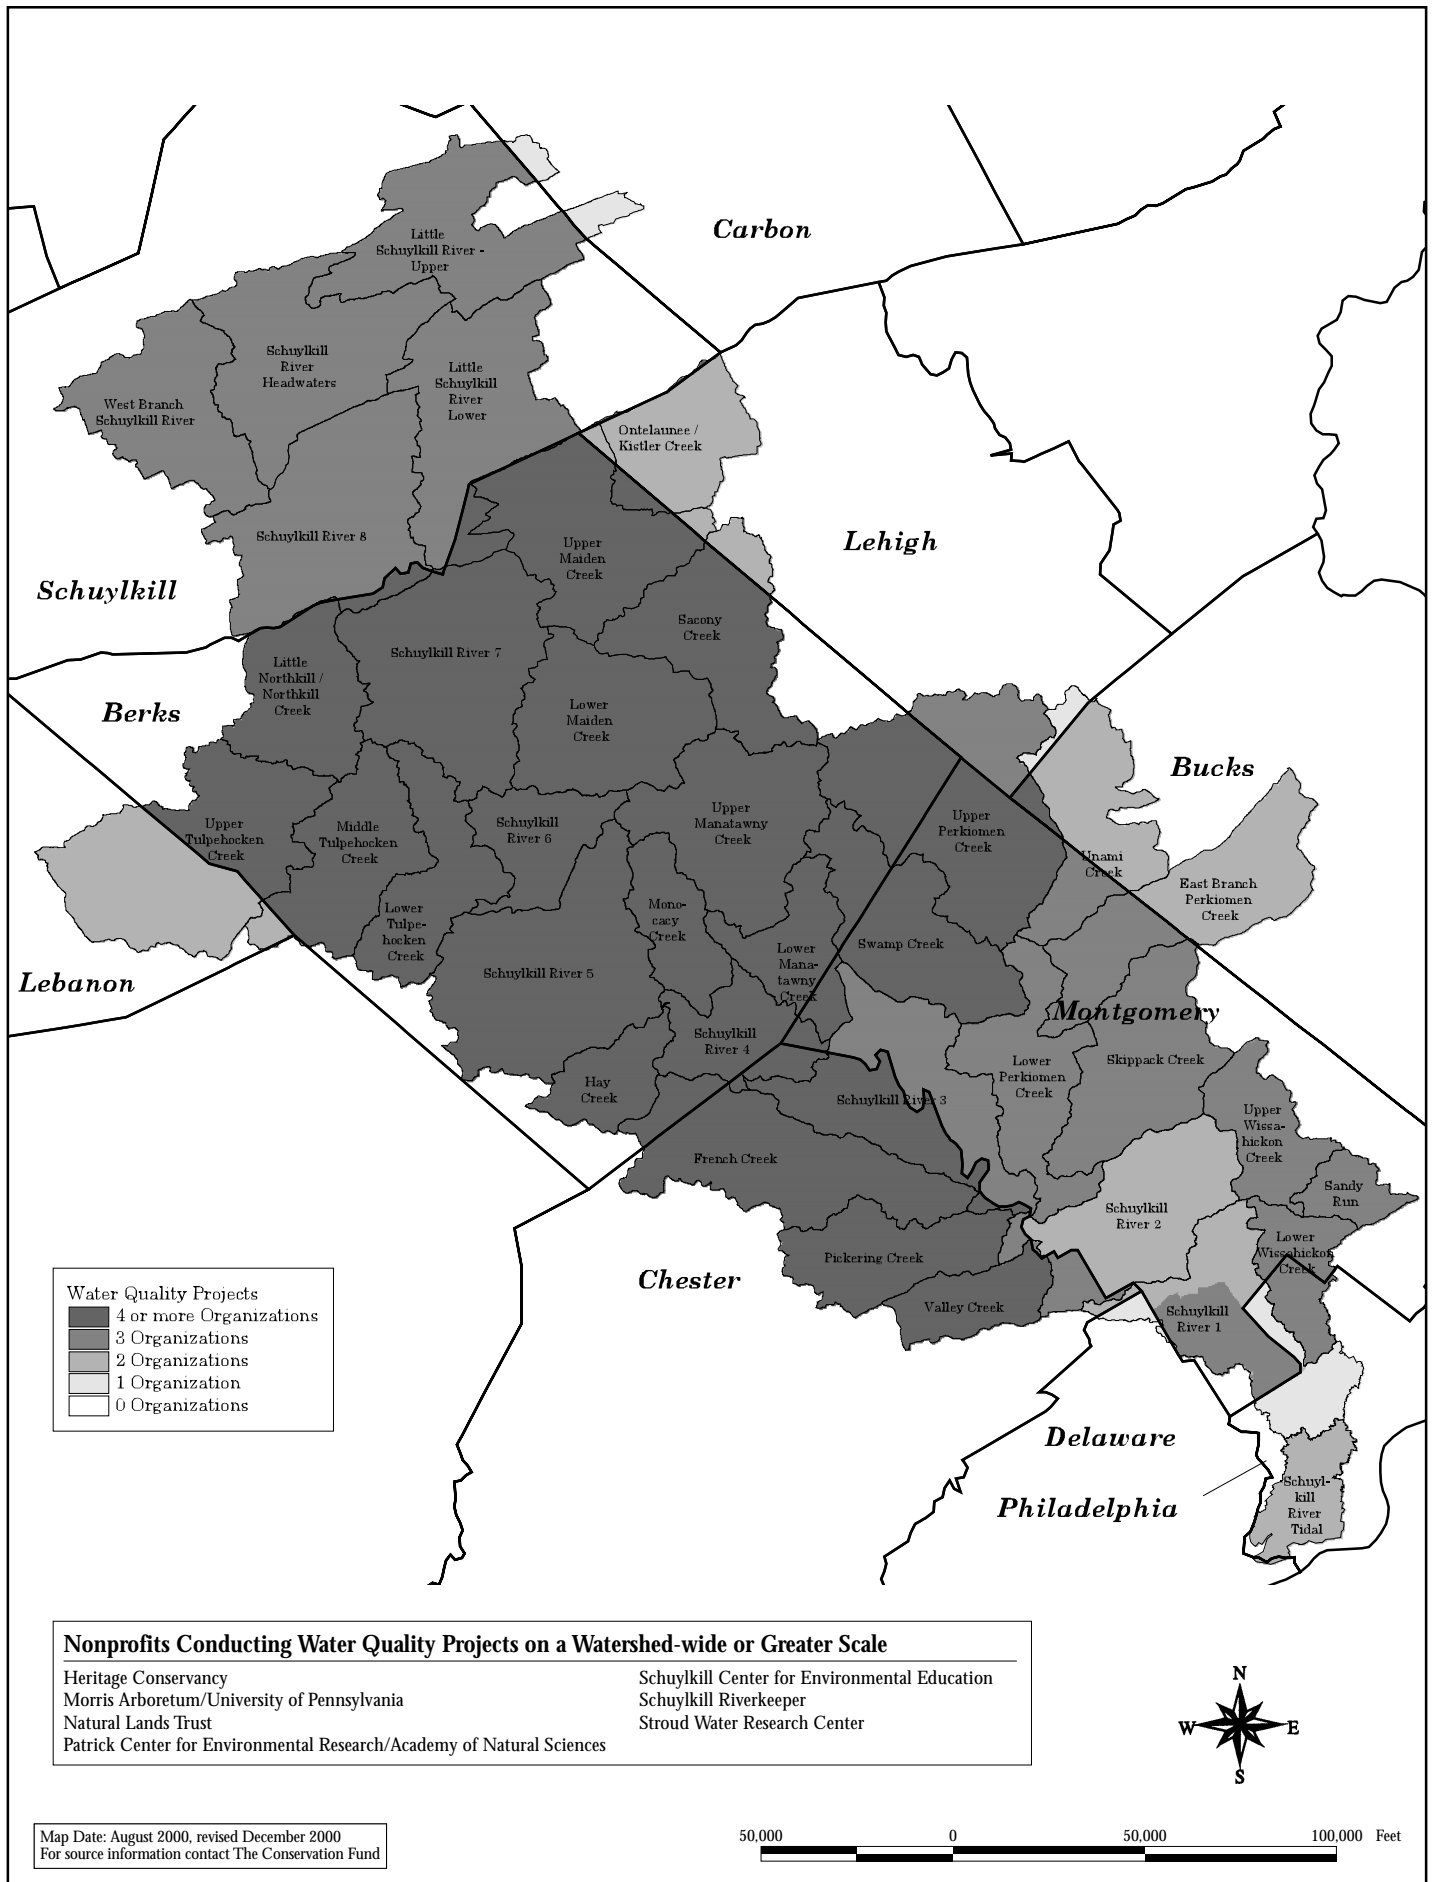 Carbon
Little
Schuylkill River -
Upper
Schuylkill
River
Headwaters
Little
Schuylkill
River
Lower
West Branch
Schuylkill River
Ontelaunee /
Kistler Creek
Schuylkill River 8
Lehigh
Upper
Maiden
Creek
Schuylkill
Sacony
Creek
Schuylkill River 7
Little
Northkill /
Northkill
Creek
Berks
Lower
Maiden
Creek
Bucks
Upper
Tulpehocken
Creek
Middle
Tulpehocken
Creek
Schuylkill
River 6
Upper
Manatawny
Creek
Upper
Perkiomen
Creek
Unami
Creek
East Branch
Perkiomen
Creek
Lower
Tulpe-
hocken
Creek
Mono-
cacy
Creek
Lower
Mana-
tawny
Creek
Swamp Creek
Lebanon
Schuylkill River 5
Montgomery
Schuylkill
River 4
Lower
Perkiomen
Creek
Skippack Creek
Hay
Creek
Schuylkill River 3
Upper
Wissa-
hickon
Creek
French Creek
Sandy
Run
Schuylkill
River 2
Lower
Wissahickon
Creek
Pickering Creek
Chester
Valley Creek
Schuylkill
River 1
Water Quality Projects
4 or more Organizations
3 Organizations
2 Organizations
1 Organization
0 Organizations
Delaware
Philadelphia
Schuyl-
kill
River
Tidal
Nonprofits Conducting Water Quality Projects on a Watershed-wide or Greater Scale
Heritage Conservancy
Morris Arboretum/University of Pennsylvania
Natural Lands Trust
Patrick Center for Environmental Research/Academy of Natural Sciences
Schuylkill Center for Environmental Education
Schuylkill Riverkeeper
Stroud Water Research Center
N
W E
S
Map Date: August 2000, revised December 2000
For source information contact The Conservation Fund
50,000 0 50,000 100,000 Feet